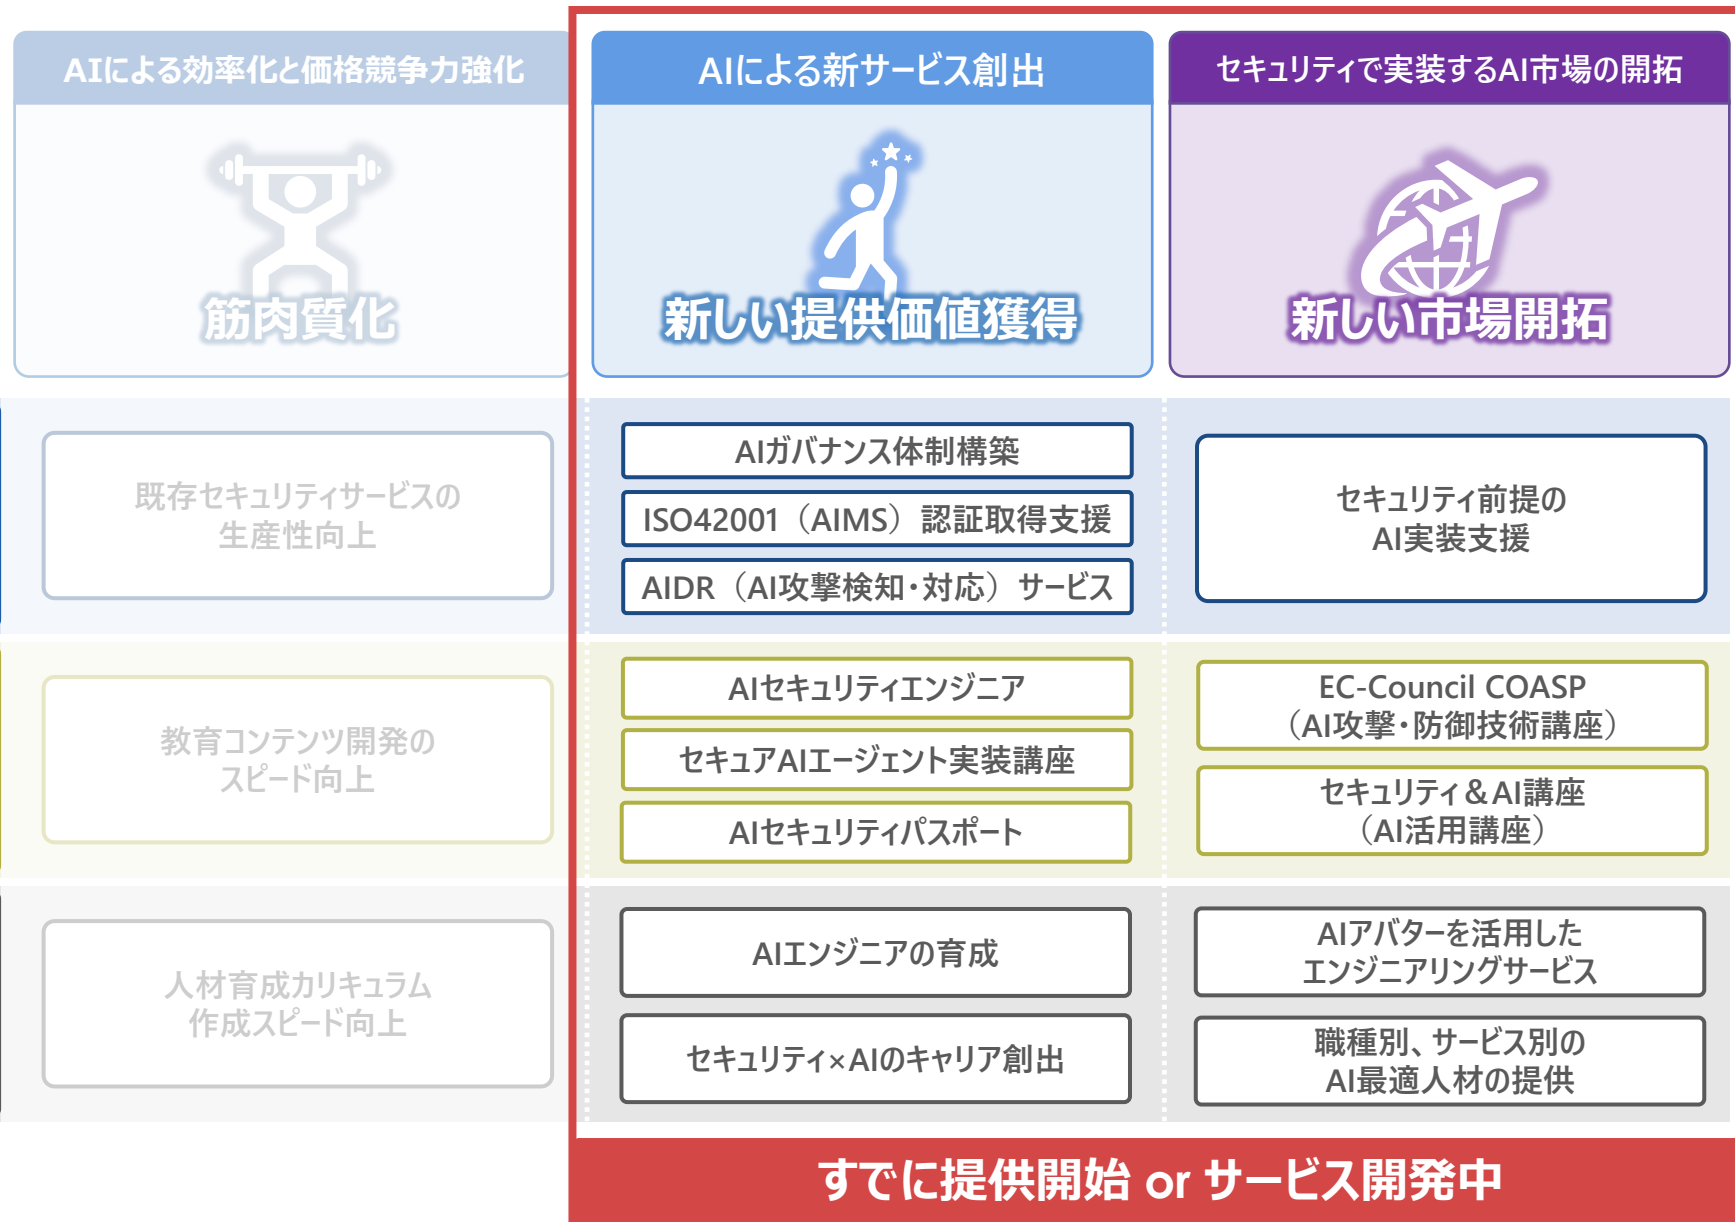 AIによる効率化と価格競争力強化
筋肉質化
AIによる新サービス創出
新しい提供価値獲得
セキュリティで実装するAI市場の開拓
新しい市場開拓
既存セキュリティサービスの
生産性向上
AIガバナンス体制構築
ISO42001（AIMS）認証取得支援
AIDR（AI攻撃検知・対応）サービス
セキュリティ前提の
AI実装支援
教育コンテンツ開発の
スピード向上
AIセキュリティエンジニア
セキュアAIエージェント実装講座
AIセキュリティパスポート
EC-Council COASP
（AI攻撃・防御技術講座）
セキュリティ＆AI講座
（AI活用講座）
人材育成カリキュラム
作成スピード向上
AIエンジニアの育成
セキュリティ×AIのキャリア創出
AIアバターを活用した
エンジニアリングサービス
職種別、サービス別の
AI最適人材の提供
すでに提供開始 or サービス開発中